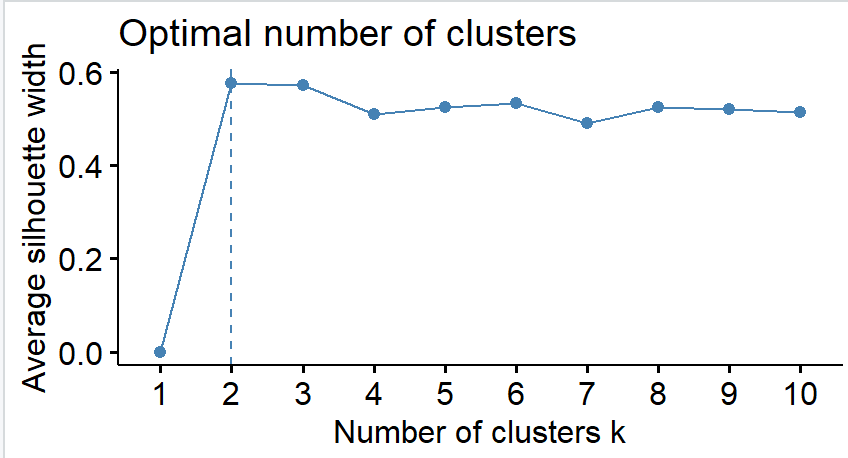 Optimal number of clusters
Average silhouette width
0.6
0.4
0.2
0.0
1 2 3 4 5 6 7 8 9 10
Number of clusters k